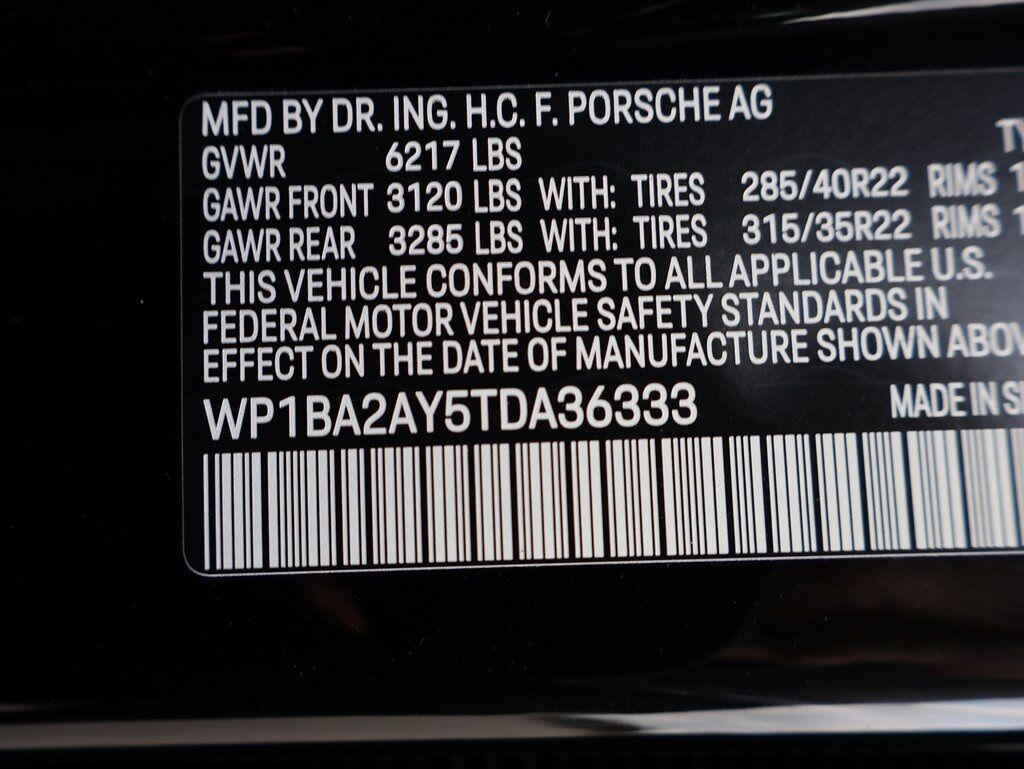 MFD BY DR. ING. H.C. F. PORSCHE AG
GVWR 6217 LBS
GAWR FRONT 3120 LBS WITH: TIRES 285/40R22 RIMS
GAWR REAR 3285 LBS WITH: TIRES 315/35R22 RIMS
THIS VEHICLE CONFORMS TO ALL APPLICABLE U.S.
FEDERAL MOTOR VEHICLE SAFETY STANDARDS IN
EFFECT ON THE DATE OF MANUFACTURE SHOWN
WP1BA2AY5TDA36333 MADE IN